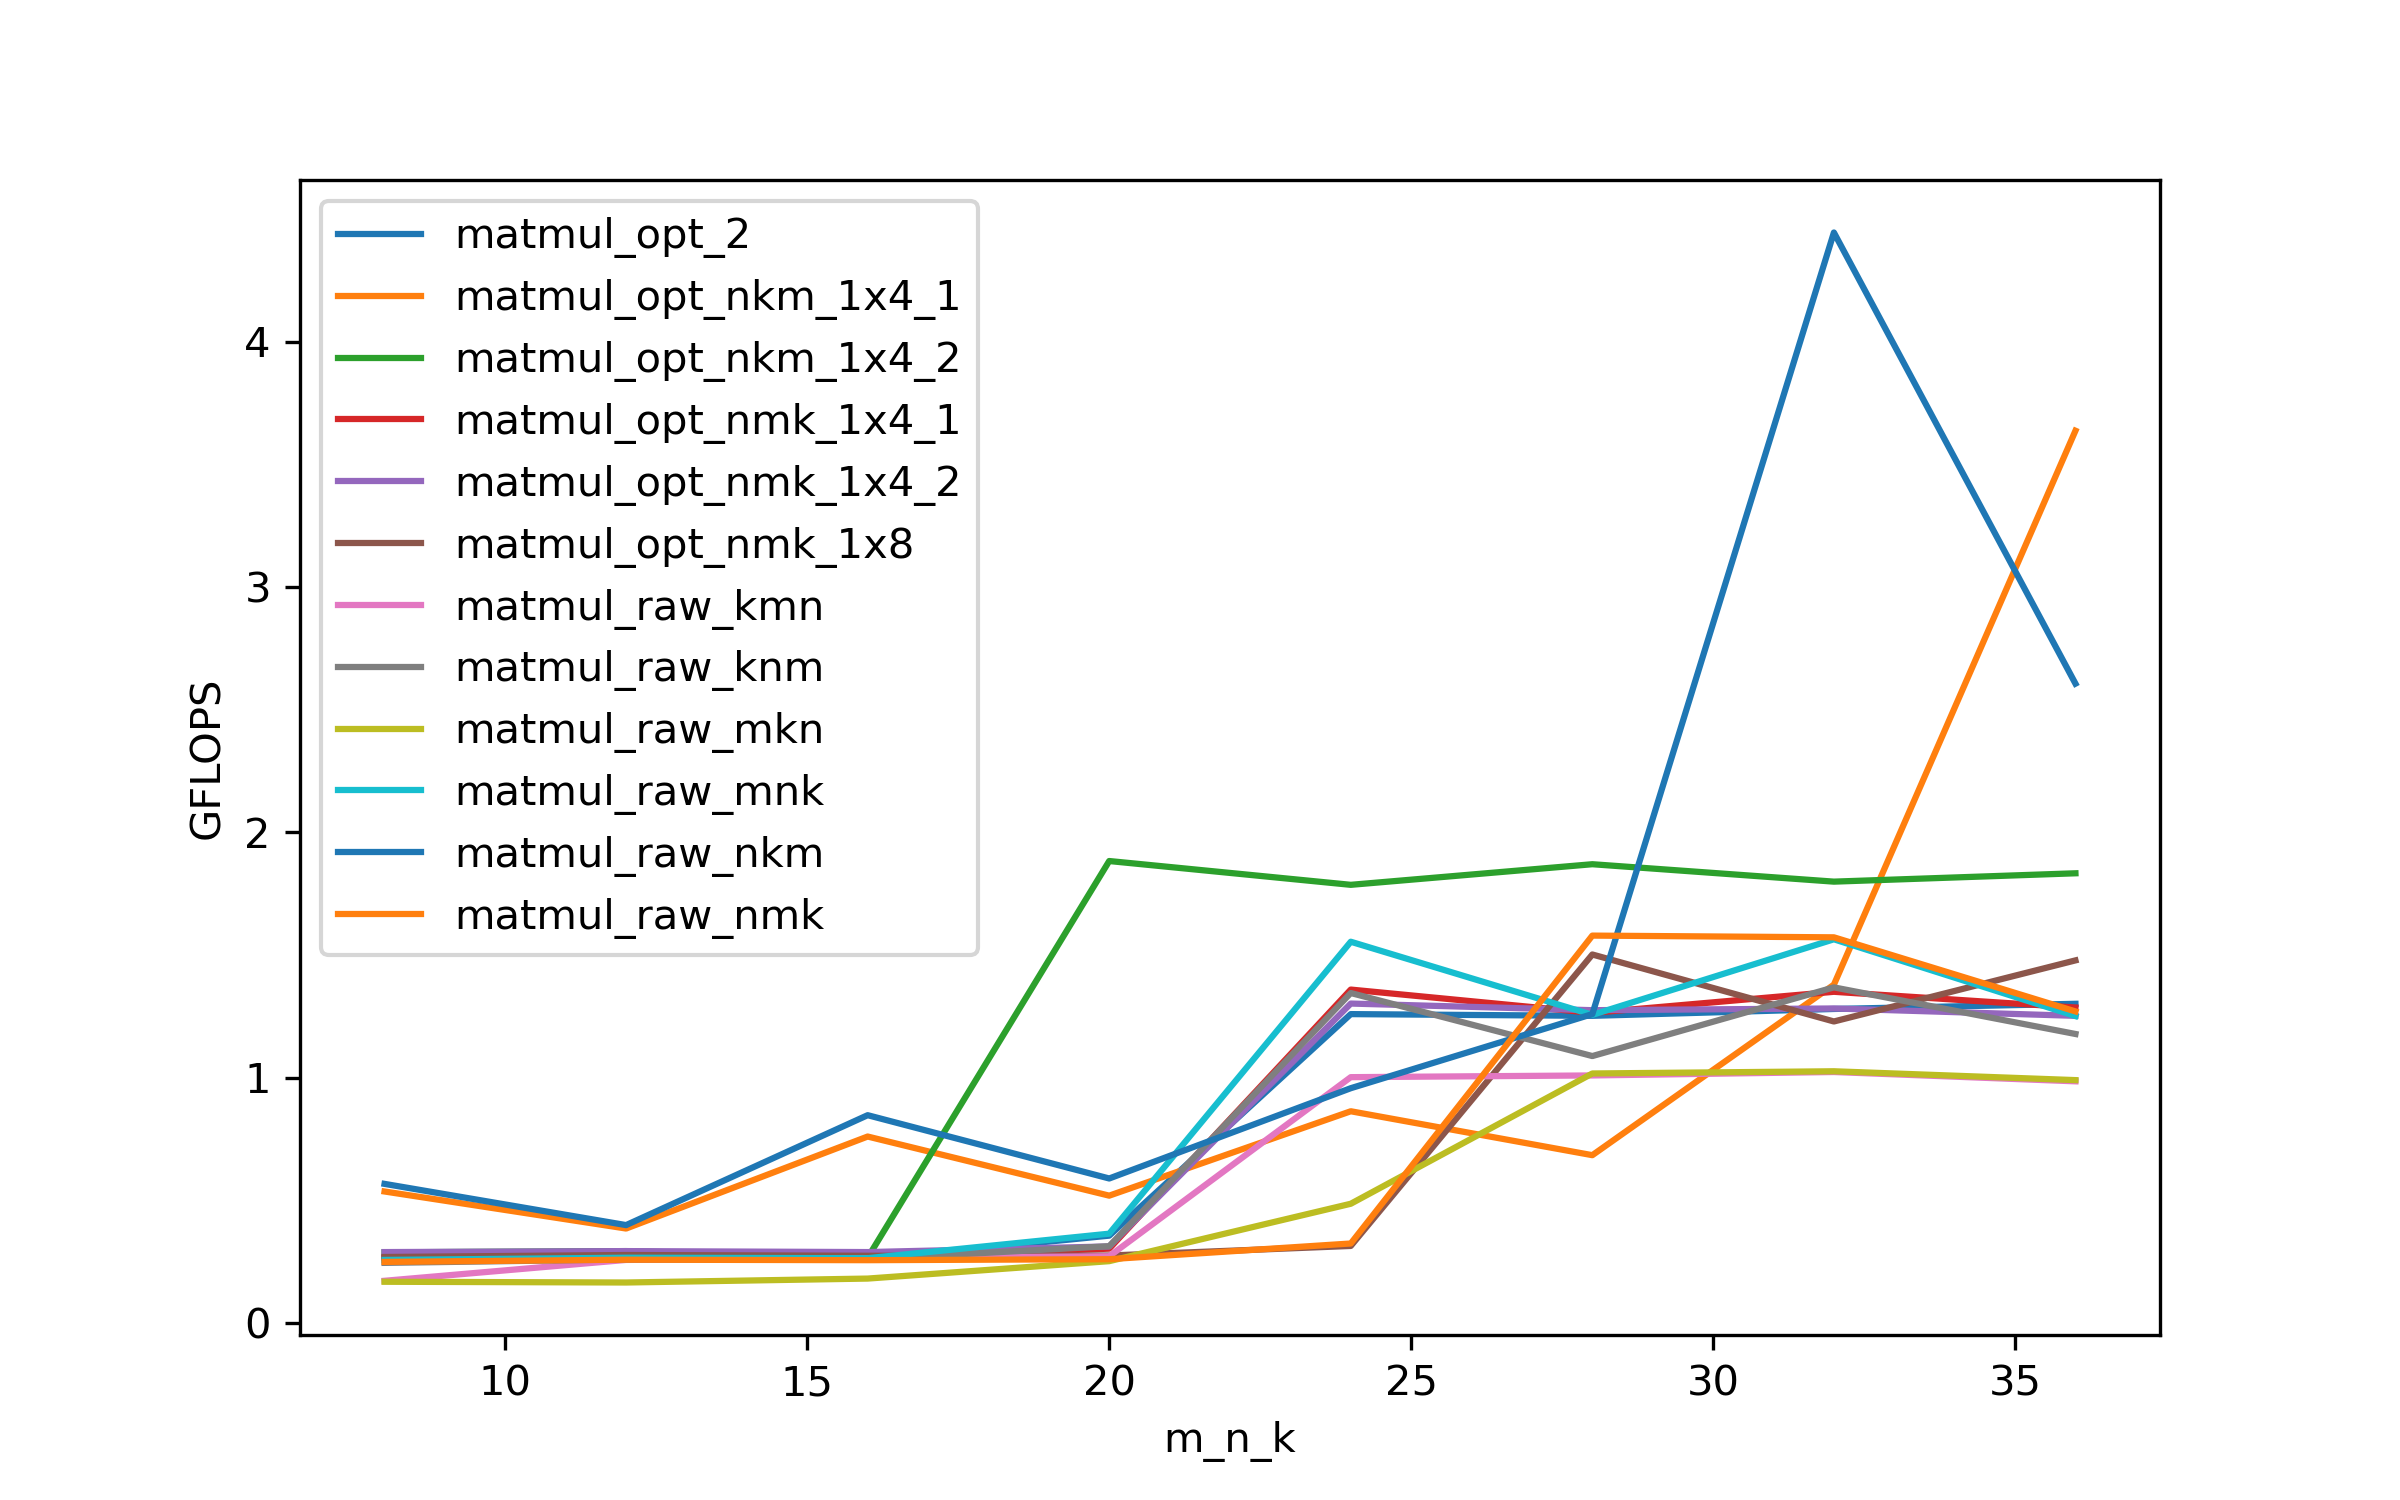 matmul_opt_2
matmul_opt_nkm_1x4_1
matmul_opt_nkm_1x4_2
matmul_opt_nmk_1x4_1
matmul_opt_nmk_1x4_2
matmul_opt_nmk_1x8
matmul_raw_kmn
matmul_raw_knm
matmul_raw_mkn
matmul_raw_mnk
matmul_raw_nkm
matmul_raw_nmk
GFLOPS
4
3
2
1
0
10 15 20 25 30 35
m_n_k